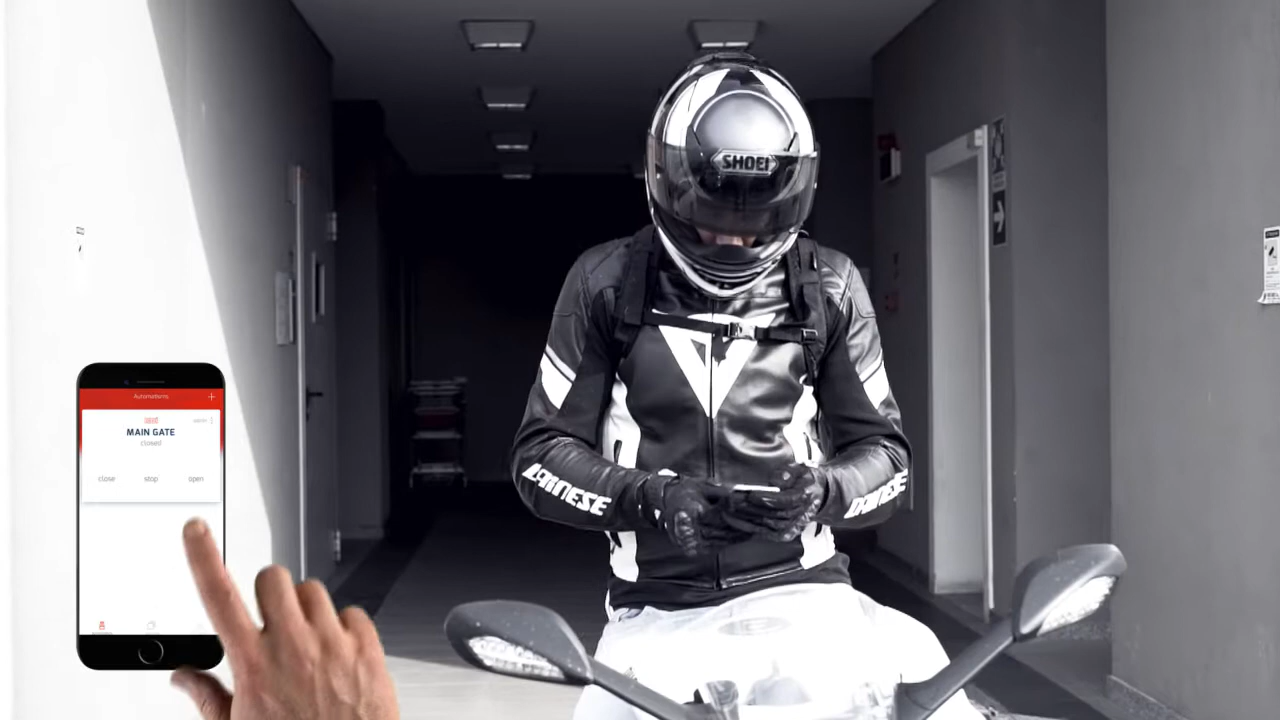 SHOEI
DAINESE
DAINESE
Automations
MAIN GATE
closed
close
stop
open